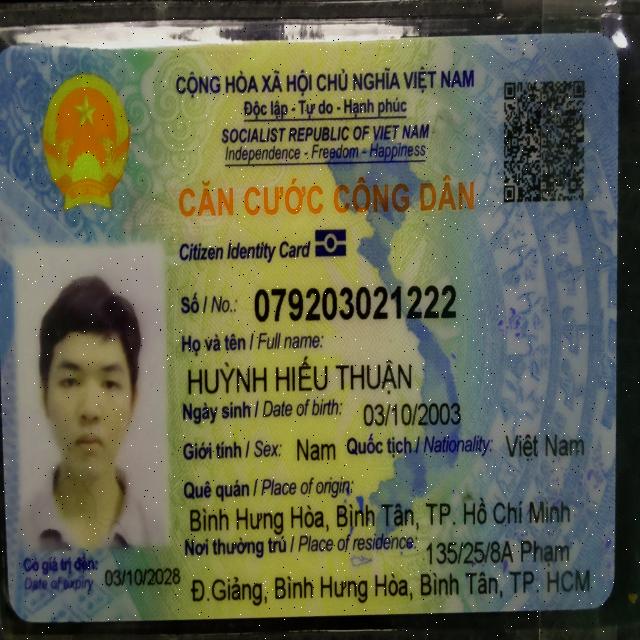 CỘNG HÒA XÃ HỘI CHỦ NGHĨA VIỆT NAM
Độc lập - Tự do - Hạnh phúc
SOCIALIST REPUBLIC OF VIET NAM
Independence - Freedom - Happiness
CĂN CƯỚC CÔNG DÂN
Citizen Identity Card
Số / No.: 079203021222
Họ và tên / Full name:
HUỲNH HIẾU THUẬN
Ngày sinh / Date of birth: 03/10/2003
Giới tính / Sex: Nam Quốc tịch / Nationality: Việt Nam
Quê quán / Place of origin:
Bình Hưng Hòa, Bình Tân, TP. Hồ Chí Minh
Nơi thường trú / Place of residence: 135/25/8A Phạm
Đ.Giảng, Bình Hưng Hòa, Bình Tân, TP. HCM
Có giá trị đến: 03/10/2028
Date of expiry